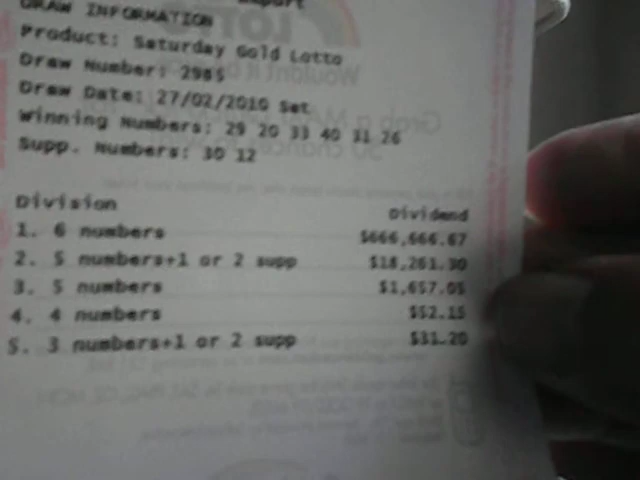 DRAW INFORMATION
Product: Saturday Gold Lotto
Draw Number: 2985
Draw Date: 27/02/2010 Sat
Winning Numbers: 29 20 33 40 31 26
Supp. Numbers: 30 12
Division Dividend
1. 6 numbers $666,666.67
2. 5 numbers+1 or 2 supp $18,261.30
3. 5 numbers $1,657.05
4. 4 numbers $52.15
5. 3 numbers+1 or 2 supp $31.20